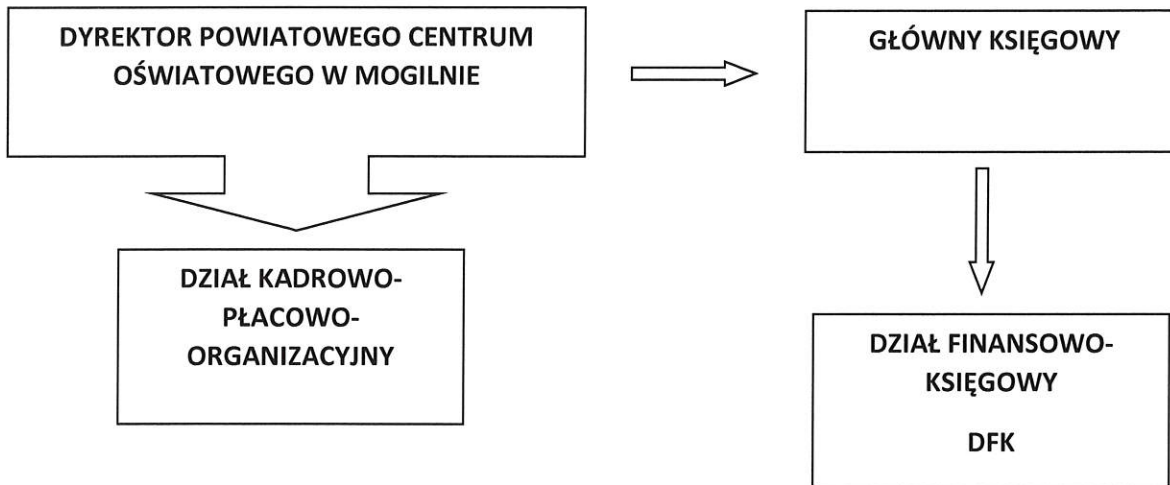 DYREKTOR POWIATOWEGO CENTRUM
OŚWIATOWEGO W MOGILNIE
GŁÓWNY KSIĘGOWY
DZIAŁ KADROWO-
PŁACOWO-
ORGANIZACYJNY
DZIAŁ FINANSOWO-
KSIĘGOWY
DFK